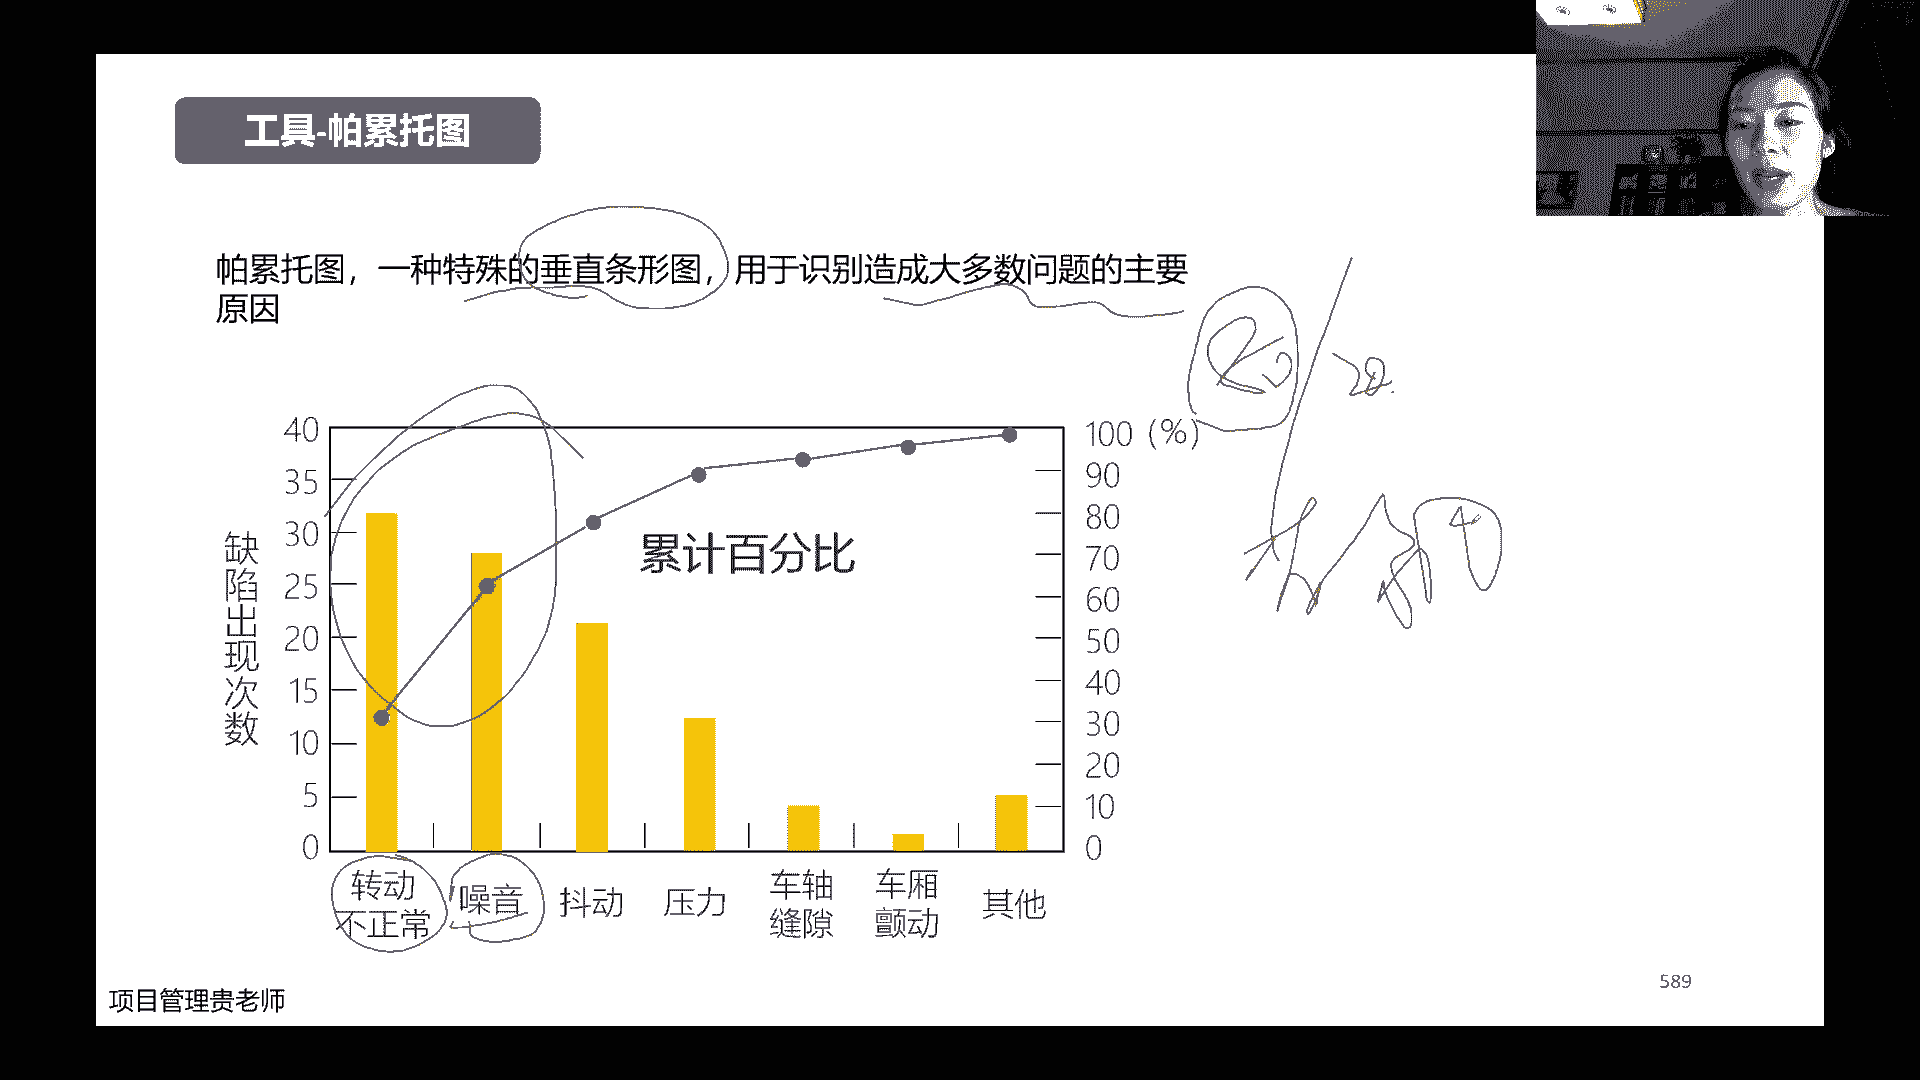 工具-帕累托图
帕累托图，一种特殊的垂直条形图，用于识别造成大多数问题的主要
原因
80/20
缺陷出现次数
40
35
30
25
20
15
10
5
0
累计百分比
100 (%)
90
80
70
60
50
40
30
20
10
0
转动
不正常
噪音
抖动
压力
车轴
缝隙
车厢
颤动
其他
项目管理贵老师
589